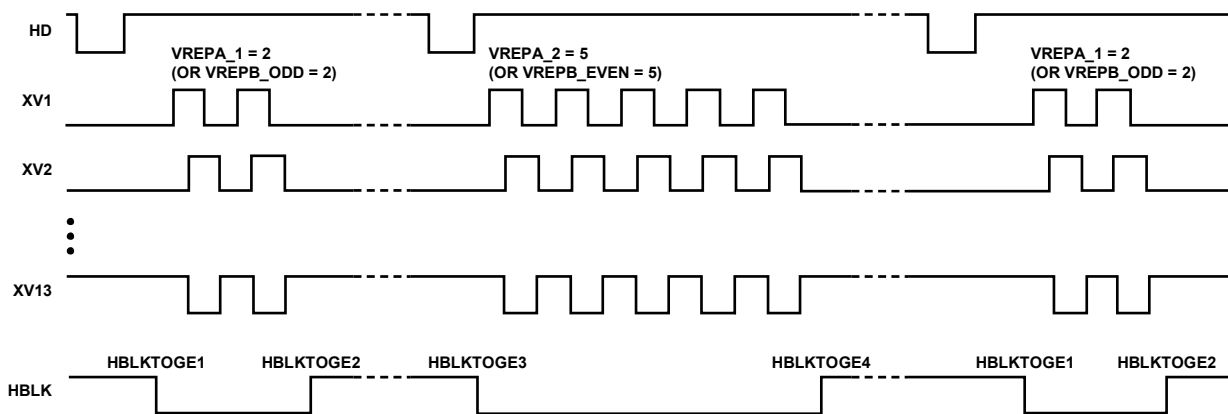 HD
VREPA_1 = 2
(OR VREPB_ODD = 2)
VREPA_2 = 5
(OR VREPB_EVEN = 5)
VREPA_1 = 2
(OR VREPB_ODD = 2)
XV1
XV2
XV13
HBLKTOGE1
HBLKTOGE2
HBLKTOGE3
HBLKTOGE4
HBLKTOGE1
HBLKTOGE2
HBLK